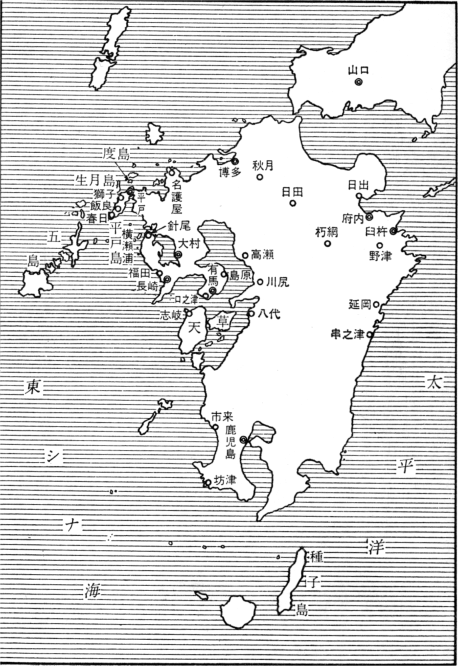 山口
度島
生月島
獅子
飯良
春日
平戸
平戸島
名護屋
博多
秋月
日田
日出
府内
臼杵
朽網
野津
五島
横瀬浦
針尾
大村
福田
長崎
有馬
島原
口之津
高瀬
川尻
志岐
天草
八代
延岡
串之津
市来
鹿児島
坊津
種子島
東シナ海
太平洋